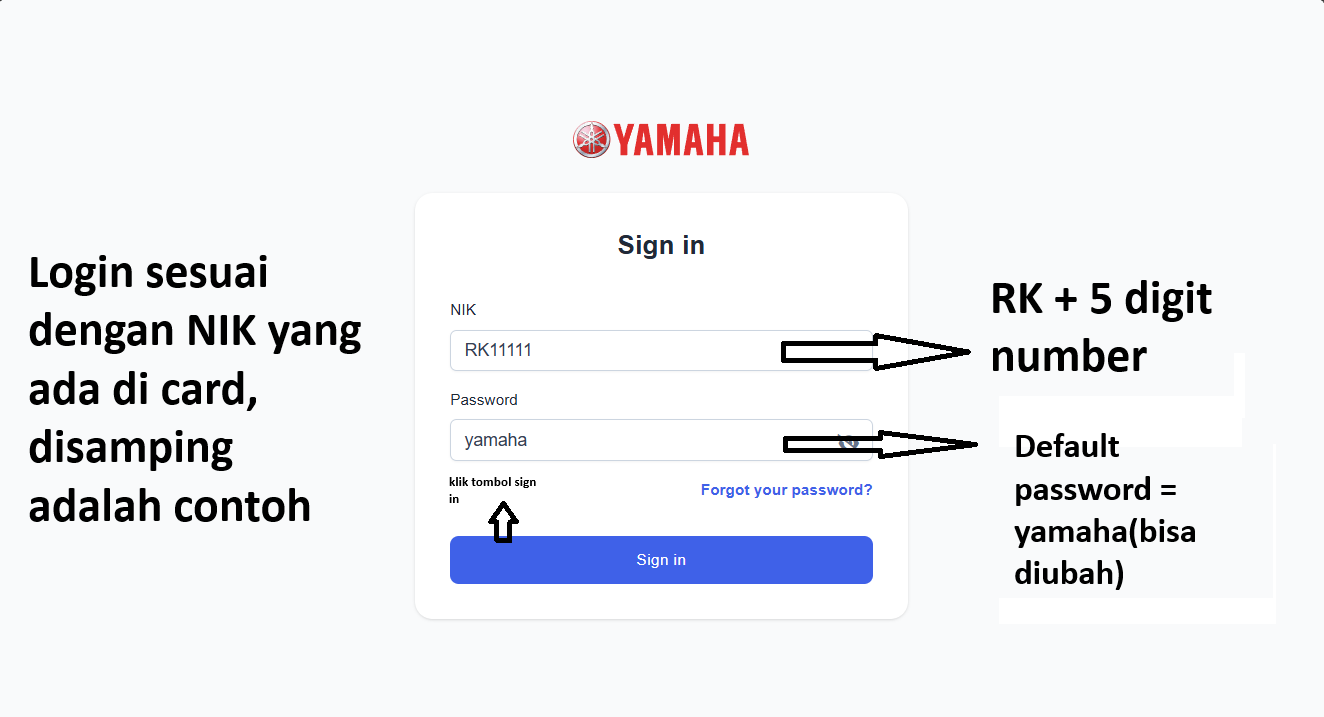 YAMAHA
Sign in
Login sesuai
dengan NIK yang
ada di card,
disamping
adalah contoh
NIK
RK11111
RK + 5 digit
number
Password
yamaha
Default
password =
yamaha(bisa
diubah)
klik tombol sign
in
Forgot your password?
Sign in